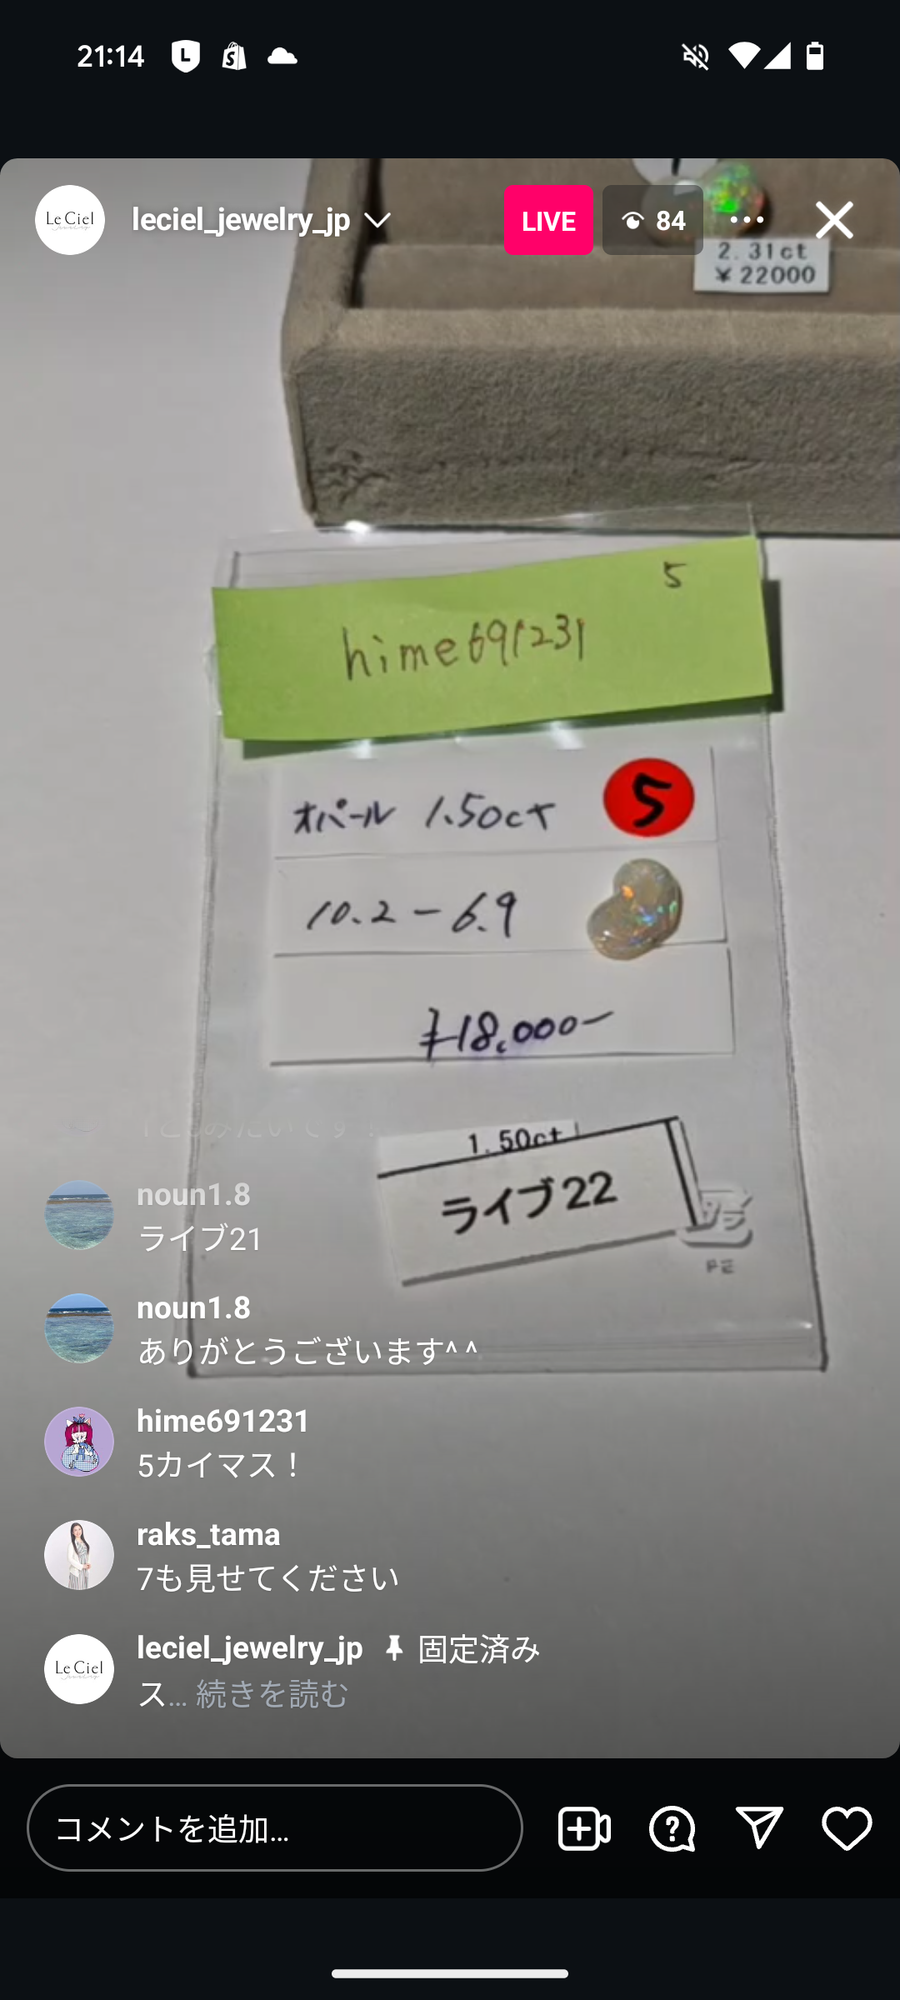 21:14
Le Ciel
leciel_jewelry_jp
LIVE
84
2.31ct
¥22000
5
hime691231
オパール 1.50ct
5
10.2-6.9
¥18,000-
1.50ct
ライブ22
noun1.8
ライブ21
noun1.8
ありがとうございます^ ^
hime691231
5カイマス！
raks_tama
7も見せてください
Le Ciel
leciel_jewelry_jp 固定済み
ス... 続きを読む
コメントを追加...